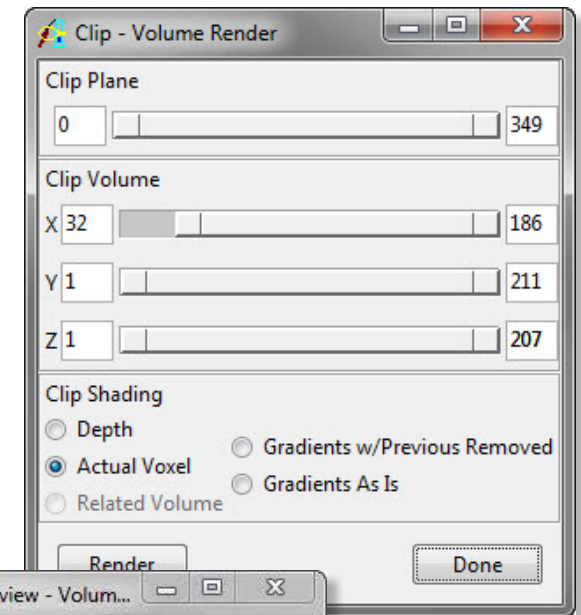 Clip - Volume Render
Clip Plane
0 349
Clip Volume
X 32 186
Y 1 211
Z 1 207
Clip Shading
Depth
Gradients w/Previous Removed
Actual Voxel
Gradients As Is
Related Volume
Render Done
view - Volum...